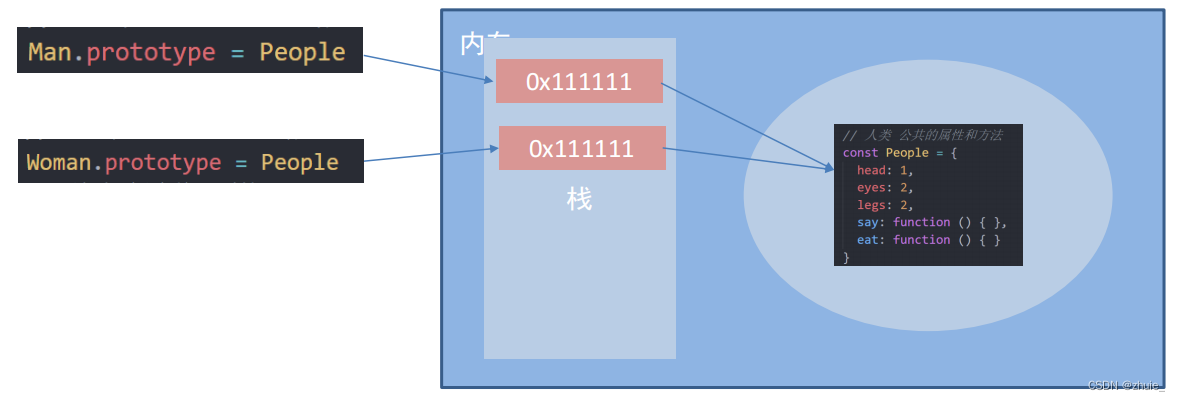 Man.prototype = People
Woman.prototype = People
内存
0x111111
0x111111
栈
// 人类 公共的属性和方法
const People = {
head: 1,
eyes: 2,
legs: 2,
say: function () { },
eat: function () { }
}
CSDN @zhuie_